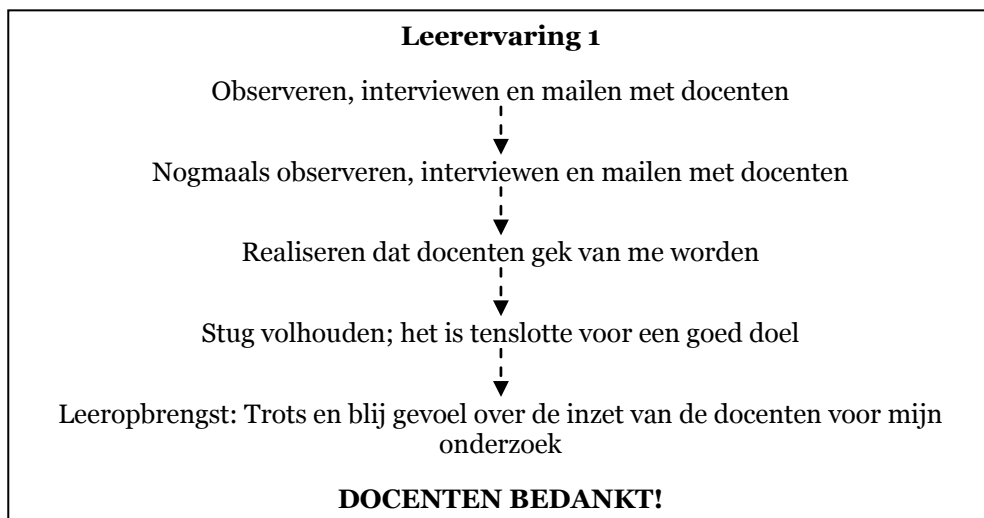 Leerervaring 1
Observeren, interviewen en mailen met docenten
Nogmaals observeren, interviewen en mailen met docenten
Realiseren dat docenten gek van me worden
Stug volhouden; het is tenslotte voor een goed doel
Leeropbrengst: Trots en blij gevoel over de inzet van de docenten voor mijn
onderzoek
DOCENTEN BEDANKT!